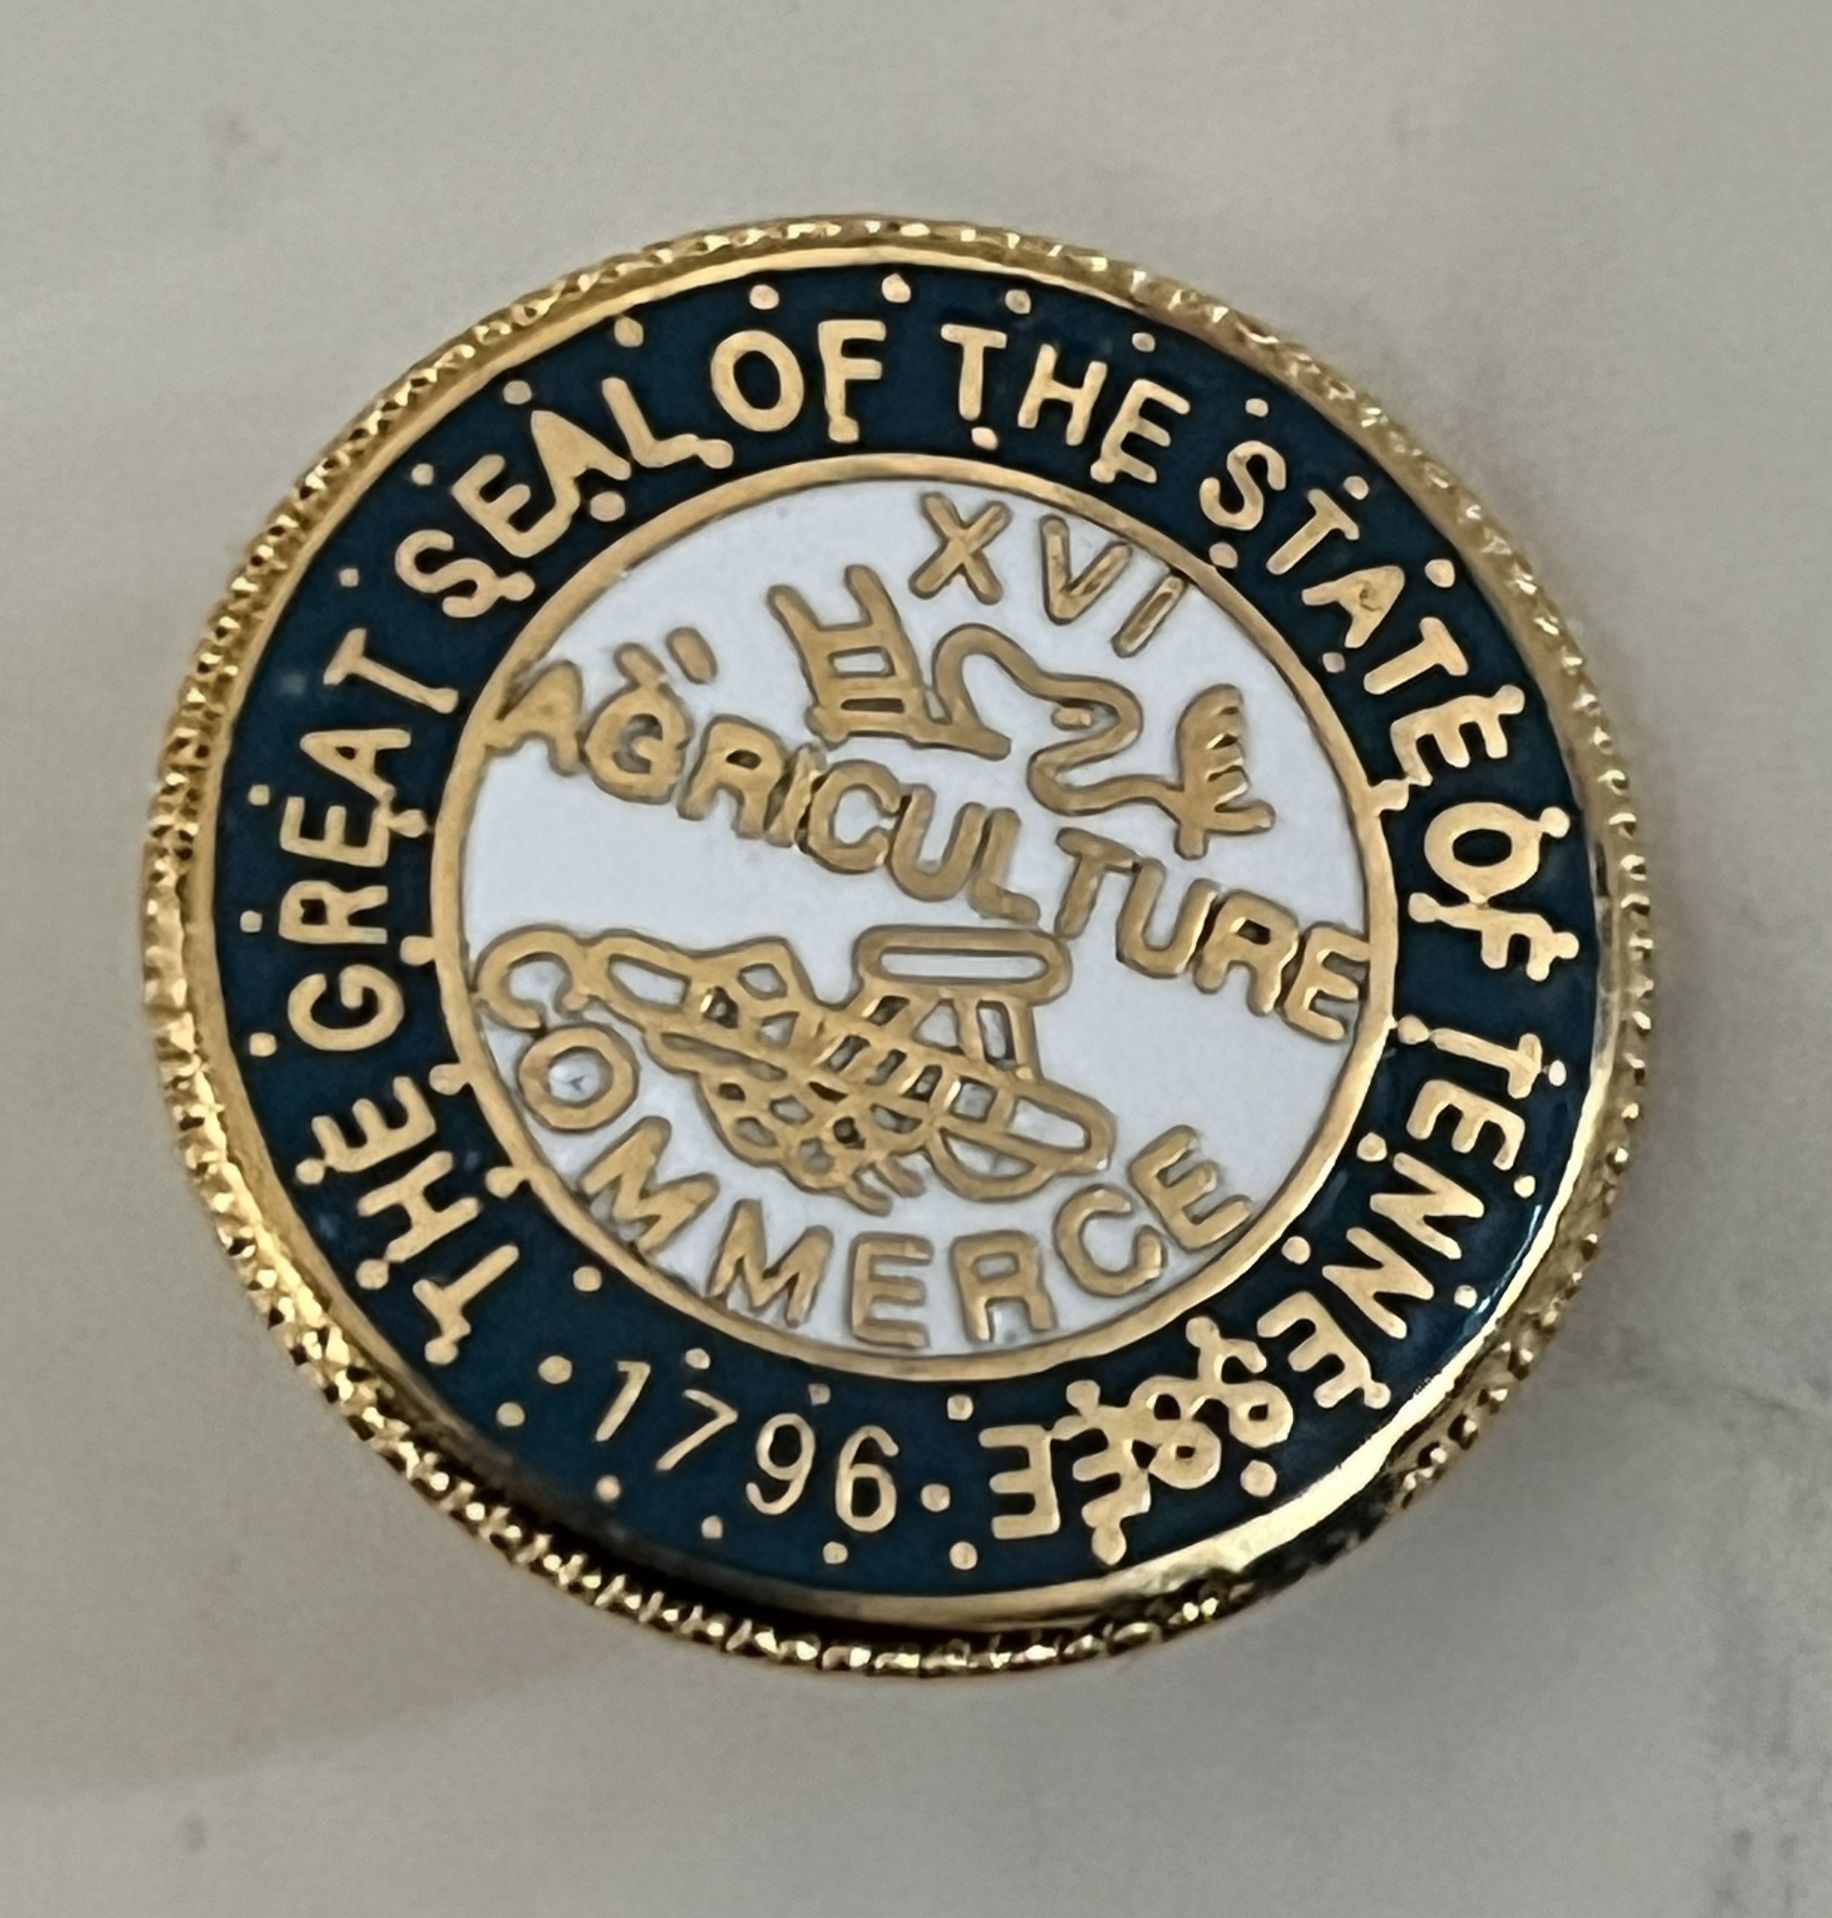 THE GREAT SEAL OF THE STATE OF TENNESSEE
·1796·
XVI
AGRICULTURE
COMMERCE